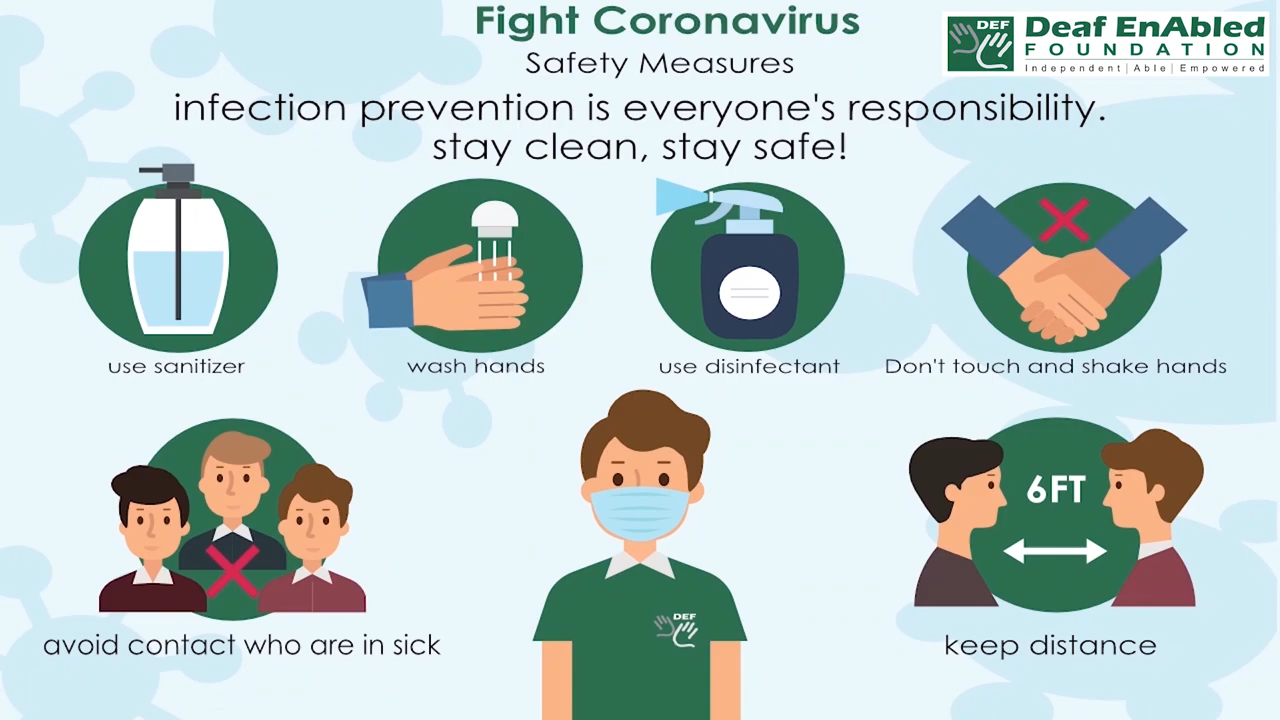 Fight Coronavirus
Safety Measures
DEF
Deaf EnAbled
FOUNDATION
Independent | Able | Empowered
infection prevention is everyone's responsibility.
stay clean, stay safe!
use sanitizer
wash hands
use disinfectant
Don't touch and shake hands
6FT
DEF
avoid contact who are in sick
keep distance